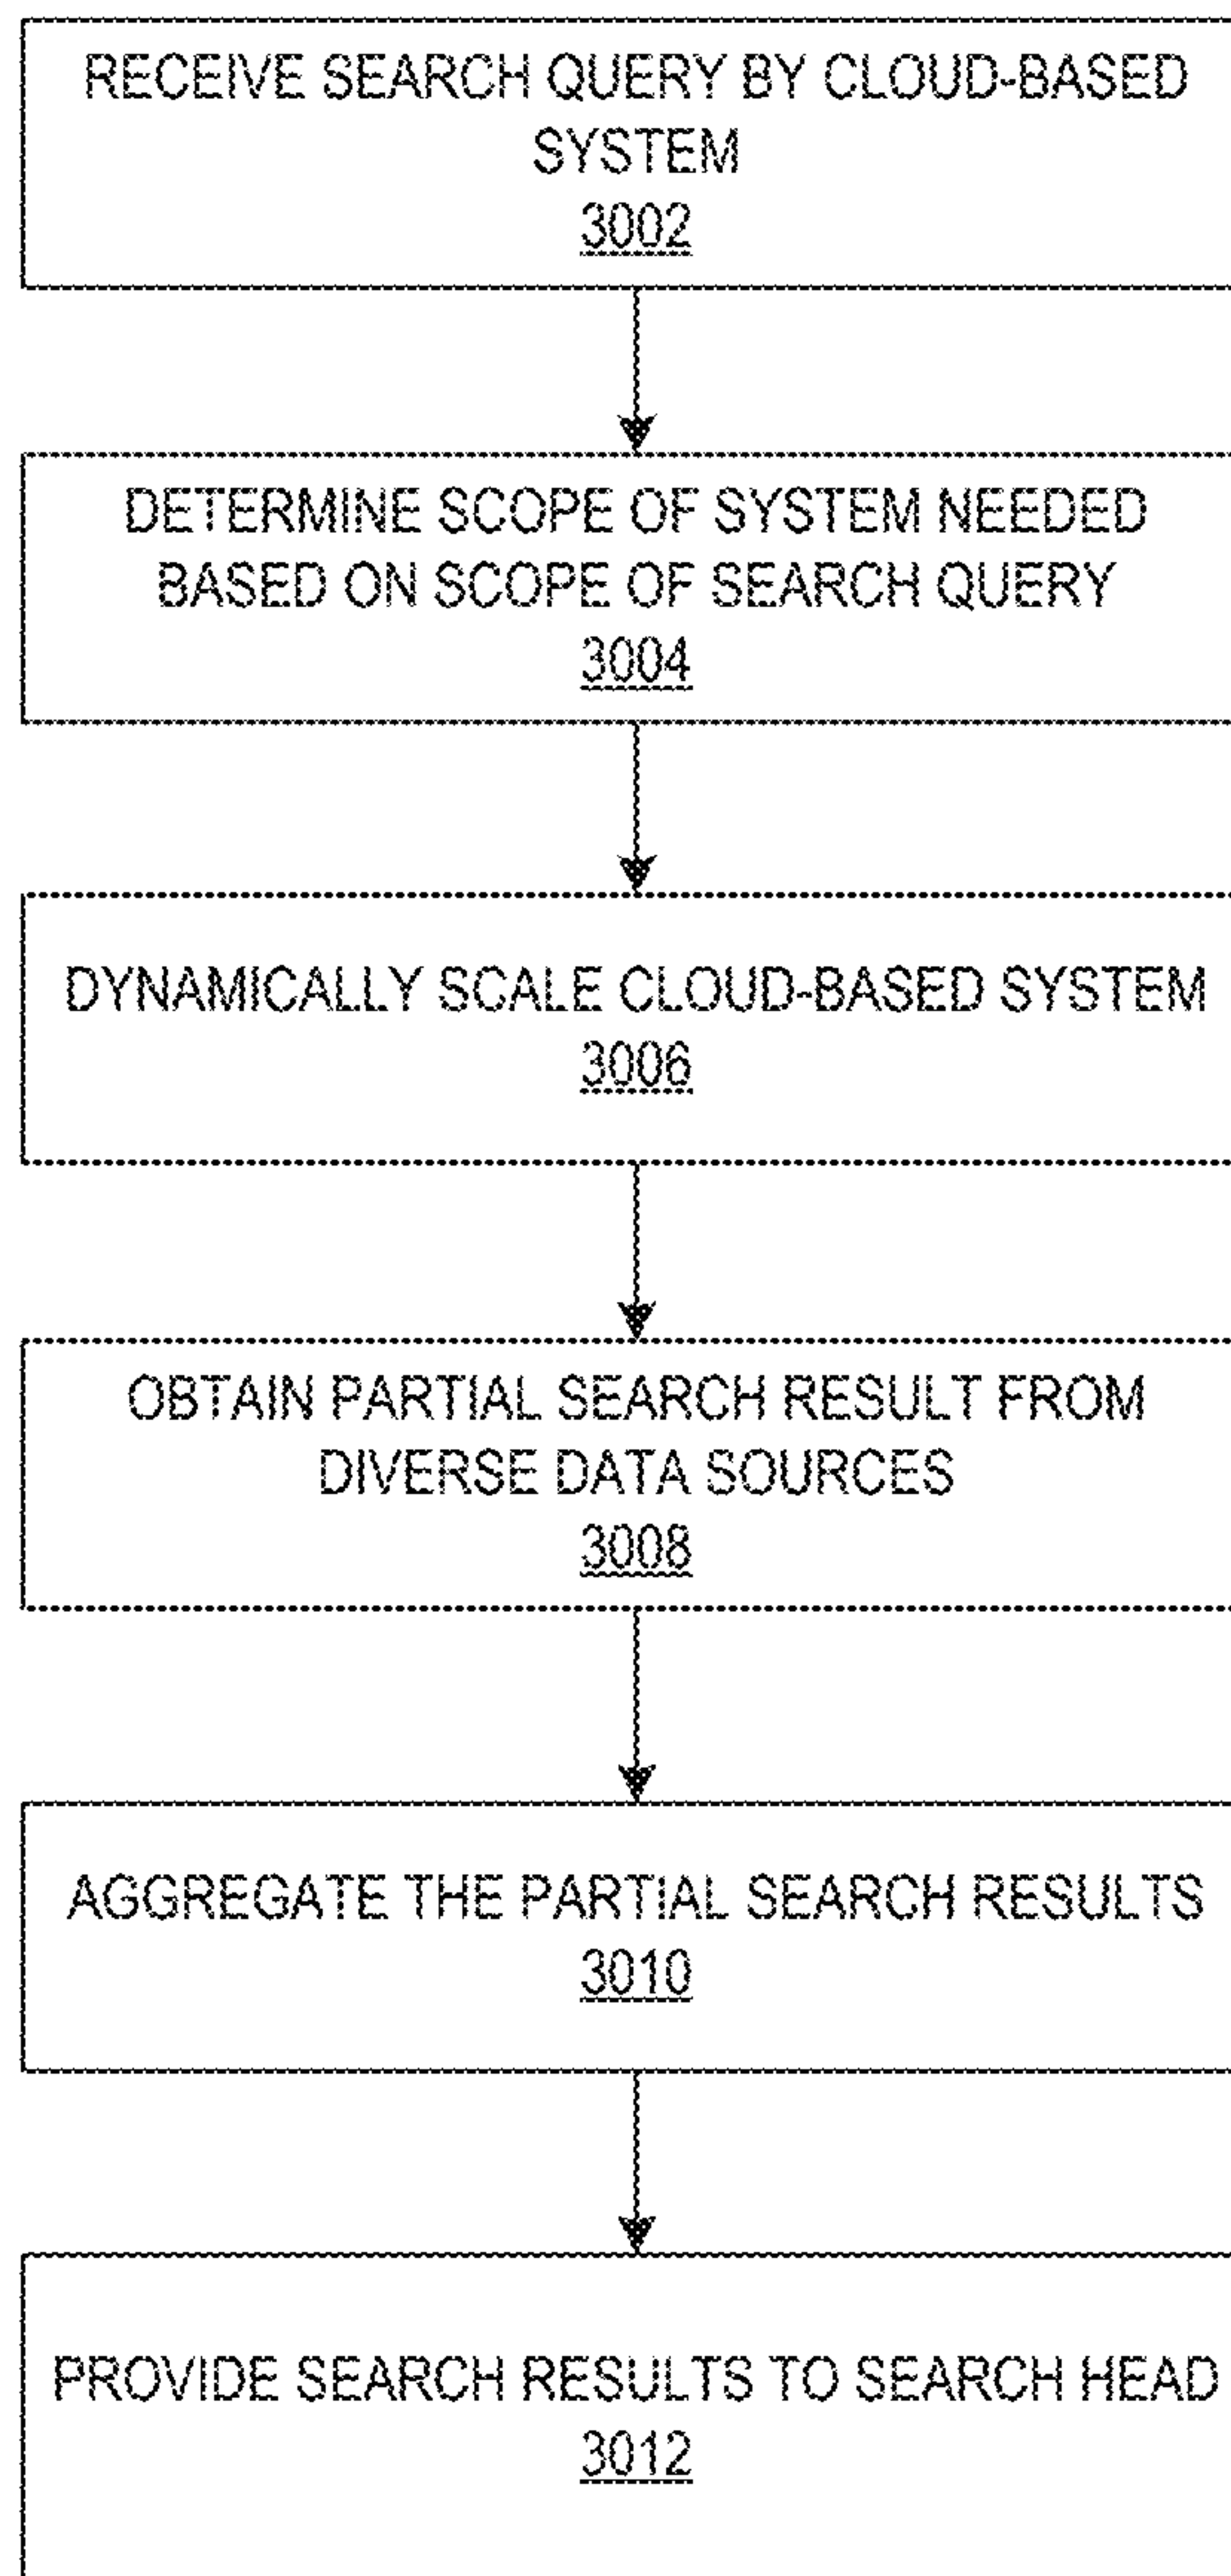 RECEIVE SEARCH QUERY BY CLOUD-BASED
SYSTEM
3002
DETERMINE SCOPE OF SYSTEM NEEDED
BASED ON SCOPE OF SEARCH QUERY
3004
DYNAMICALLY SCALE CLOUD-BASED SYSTEM
3006
OBTAIN PARTIAL SEARCH RESULT FROM
DIVERSE DATA SOURCES
3008
AGGREGATE THE PARTIAL SEARCH RESULTS
3010
PROVIDE SEARCH RESULTS TO SEARCH HEAD
3012